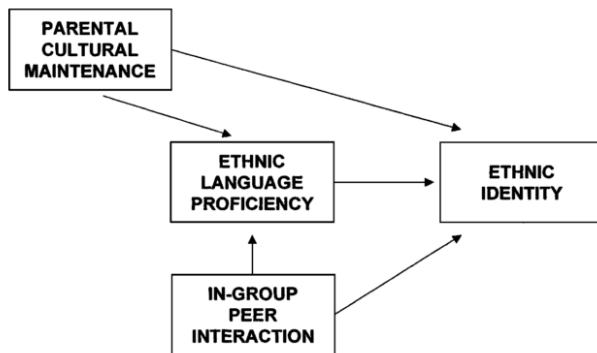 PARENTAL
CULTURAL
MAINTENANCE
ETHNIC
LANGUAGE
PROFICIENCY
ETHNIC
IDENTITY
IN-GROUP
PEER
INTERACTION